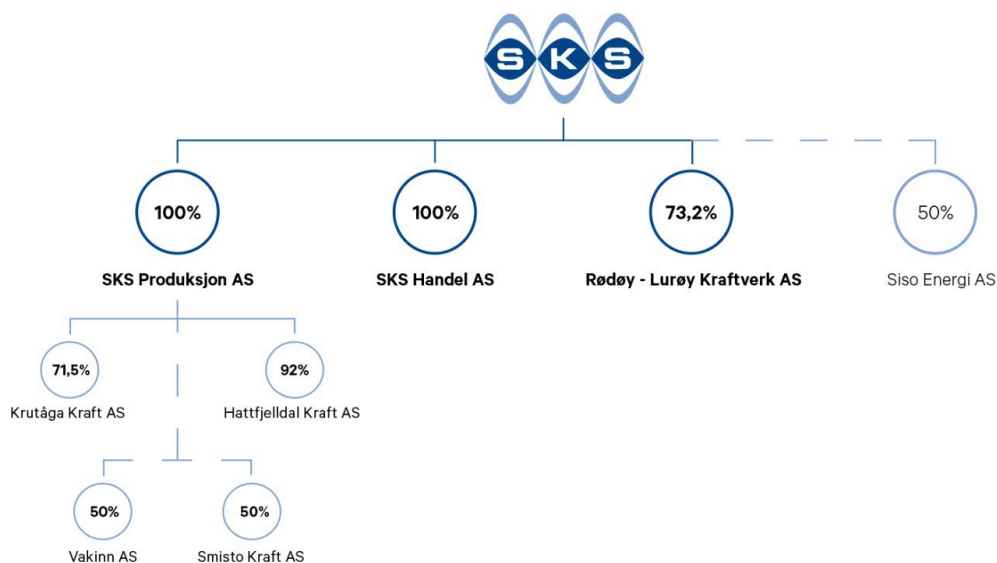 SKS
100%
100%
73,2%
50%
SKS Produksjon AS
SKS Handel AS
Rødøy - Lurøy Kraftverk AS
Siso Energi AS
71,5%
92%
Krutåga Kraft AS
Hattfjelldal Kraft AS
50%
50%
Vakinn AS
Smisto Kraft AS